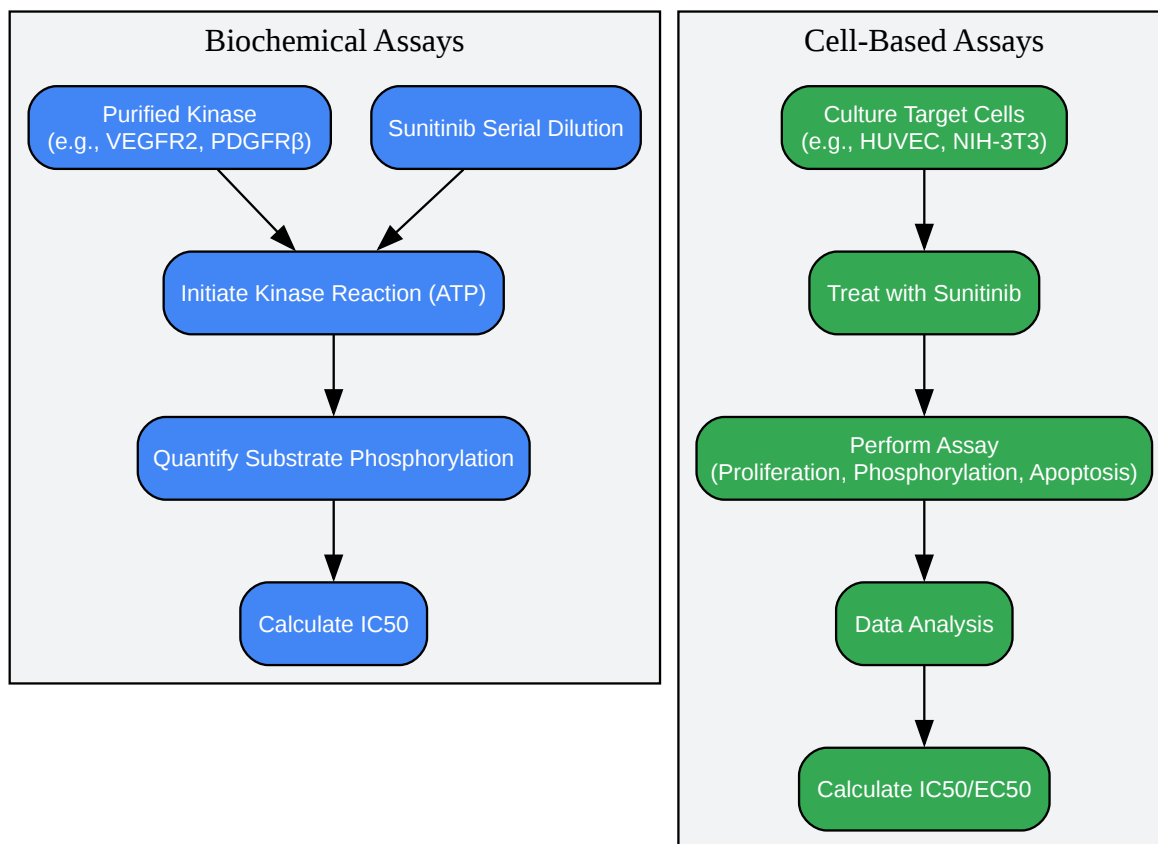 Biochemical Assays
Purified Kinase
(e.g., VEGFR2, PDGFRβ)
Sunitinib Serial Dilution
Initiate Kinase Reaction (ATP)
Quantify Substrate Phosphorylation
Calculate IC50
Cell-Based Assays
Culture Target Cells
(e.g., HUVEC, NIH-3T3)
Treat with Sunitinib
Perform Assay
(Proliferation, Phosphorylation, Apoptosis)
Data Analysis
Calculate IC50/EC50